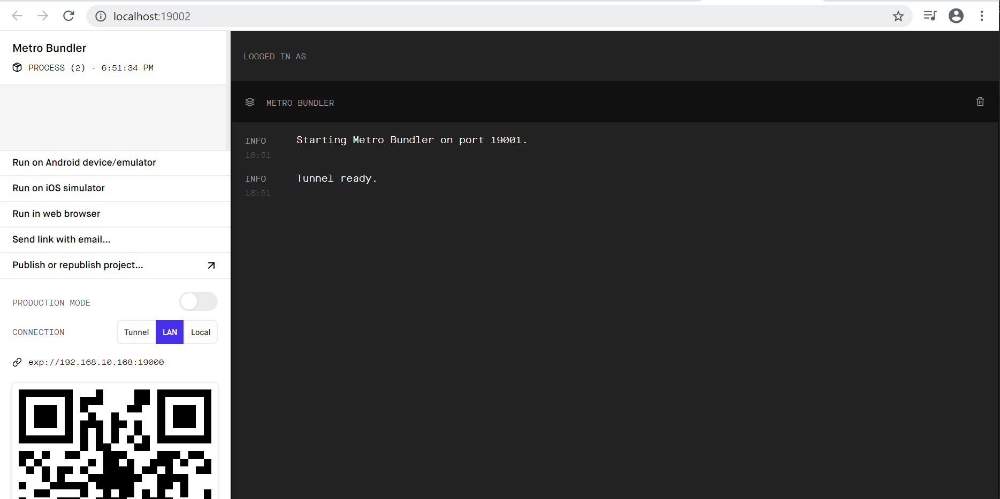 localhost:19002
Metro Bundler
PROCESS (2) - 6:51:34 PM
Run on Android device/emulator
Run on iOS simulator
Run in web browser
Send link with email...
Publish or republish project...
PRODUCTION MODE
CONNECTION Tunnel LAN Local
exp://192.168.10.168:19000
LOGGED IN AS
METRO BUNDLER
INFO Starting Metro Bundler on port 19001.
18:51
INFO Tunnel ready.
18:51